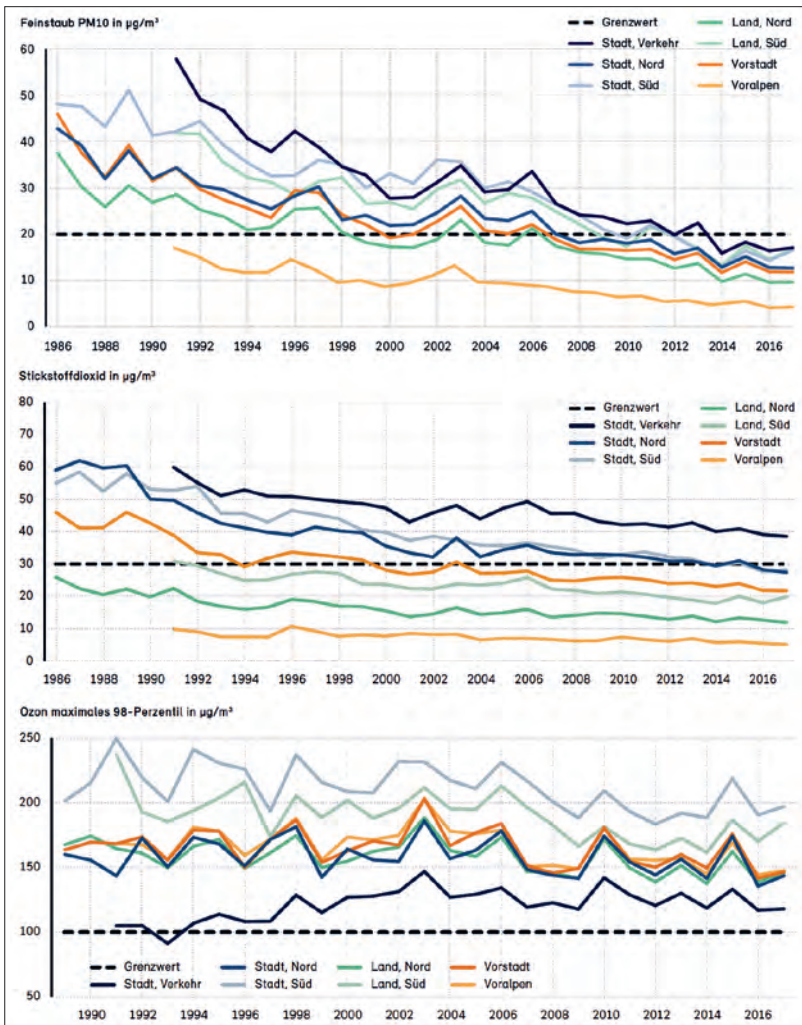 Feinstaub PM10 in µg/m³
Grenzwert
Stadt, Verkehr
Stadt, Nord
Stadt, Süd
Land, Nord
Land, Süd
Vorstadt
Voralpen
60
50
40
30
20
10
0
1986 1988 1990 1992 1994 1996 1998 2000 2002 2004 2006 2008 2010 2012 2014 2016
Stickstoffdioxid in µg/m³
Grenzwert
Stadt, Verkehr
Stadt, Nord
Stadt, Süd
Land, Nord
Land, Süd
Vorstadt
Voralpen
80
70
60
50
40
30
20
10
0
1986 1988 1990 1992 1994 1996 1998 2000 2002 2004 2006 2008 2010 2012 2014 2016
Ozon maximales 98-Perzentil in µg/m³
250
200
150
100
50
Grenzwert
Stadt, Verkehr
Stadt, Nord
Stadt, Süd
Land, Nord
Land, Süd
Vorstadt
Voralpen
1990 1992 1994 1996 1998 2000 2002 2004 2006 2008 2010 2012 2014 2016